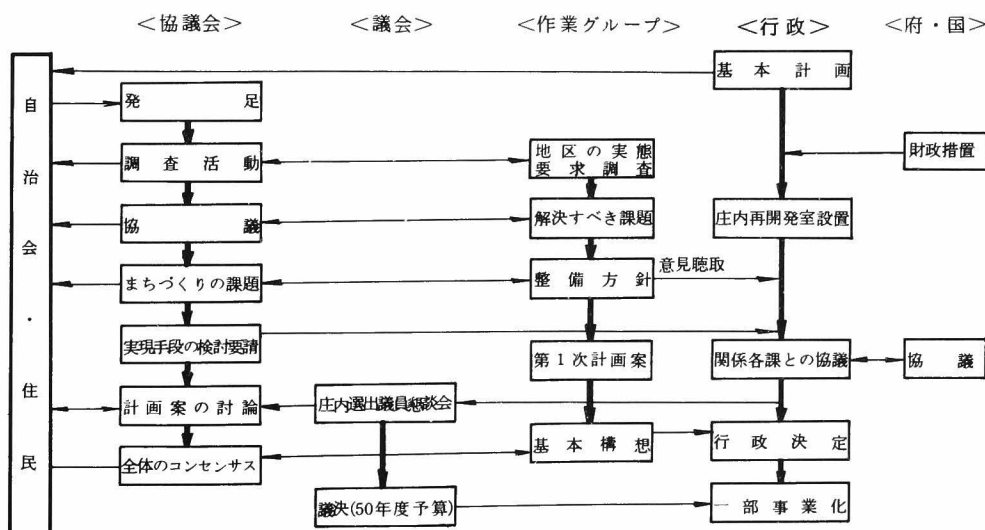 <協議会> <議会> <作業グループ> <行政> <府・国>
自治会・住民
基本計画
発足
調査活動
地区の実態
要求調査
財政措置
協議
解決すべき課題
庄内再開発室設置
まちづくりの課題
整備方針
意見聴取
実現手段の検討要請
第1次計画案
関係各課との協議
協議
計画案の討論
庄内選出議員懇談会
基本構想
行政決定
全体のコンセンサス
議決(50年度予算)
一部事業化